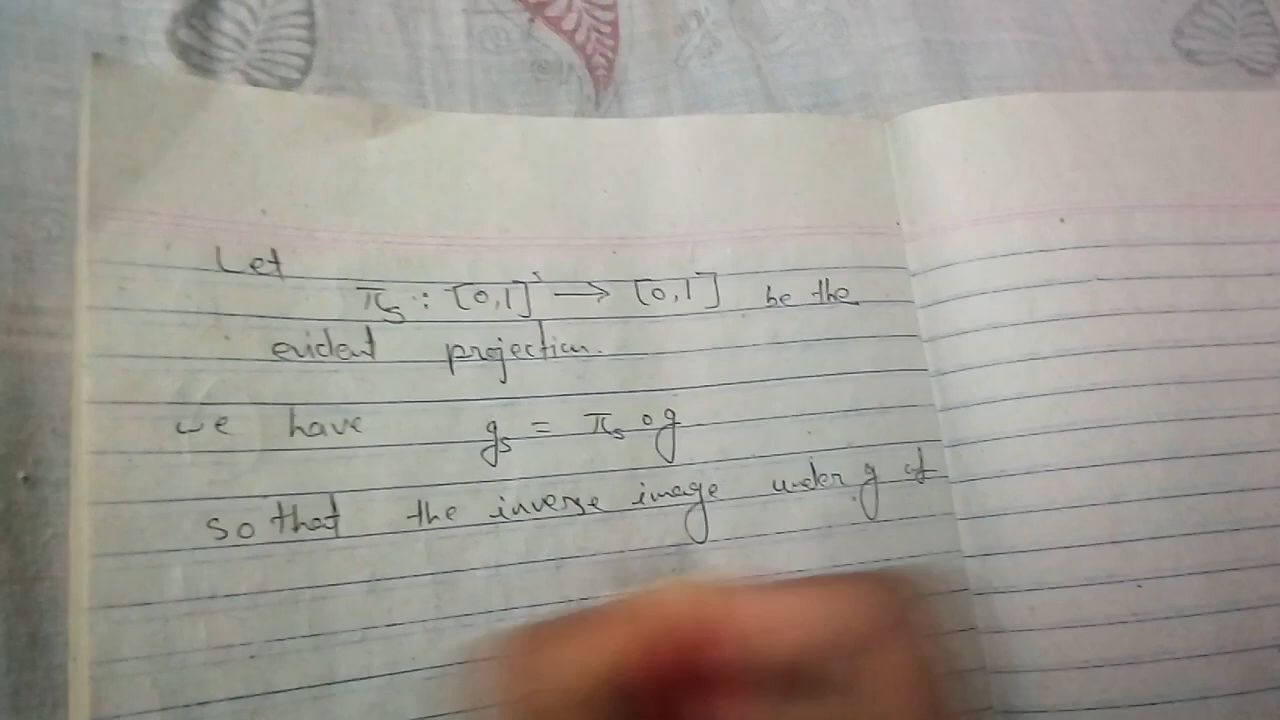 Let
π_s : [0,1]^s → [0,1] be the
evident projection.
we have g_s = π_s ∘ g
so that the inverse image under g of